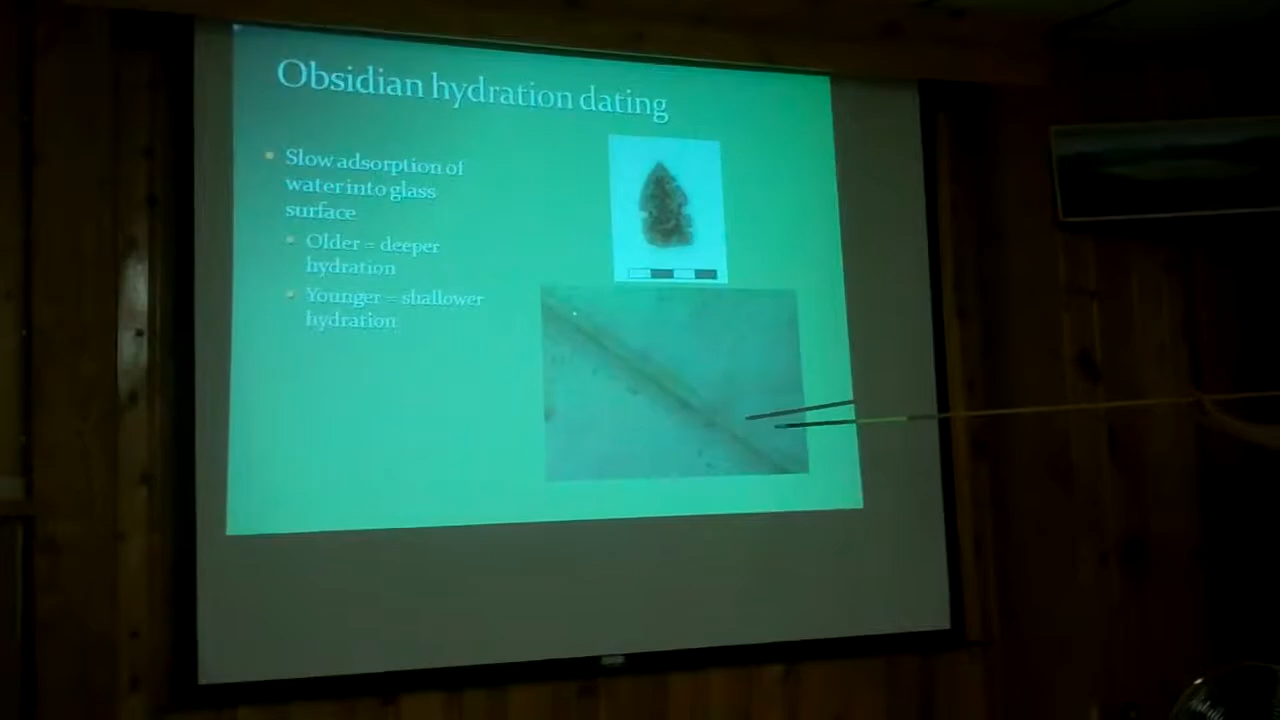 Obsidian hydration dating
Slow adsorption of
water into glass
surface
Older = deeper
hydration
Younger = shallower
hydration